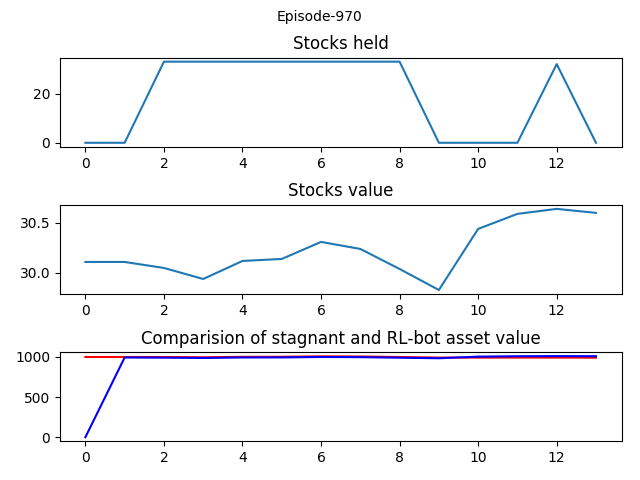 Episode-970
Stocks held
20
0
0 2 4 6 8 10 12
Stocks value
30.5
30.0
0 2 4 6 8 10 12
Comparision of stagnant and RL-bot asset value
1000
500
0
0 2 4 6 8 10 12